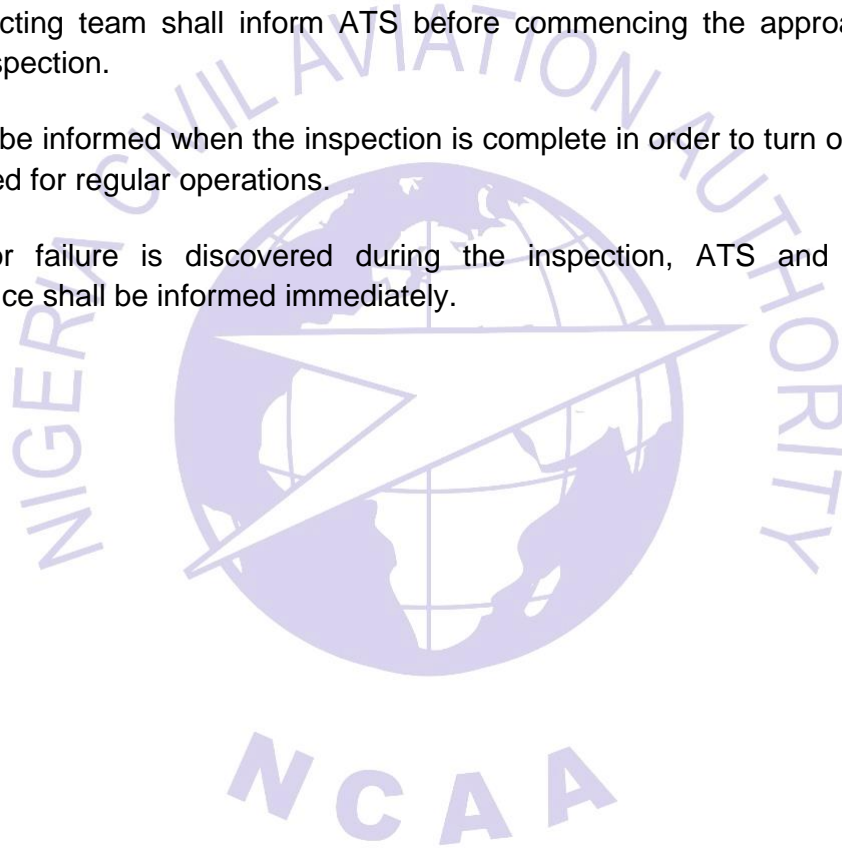 cting team shall inform ATS before commencing the approa
spection.
be informed when the inspection is complete in order to turn o
ed for regular operations.
or failure is discovered during the inspection, ATS and
ce shall be informed immediately.
NIGERIA CIVIL AVIATION AUTHORITY
NCAA